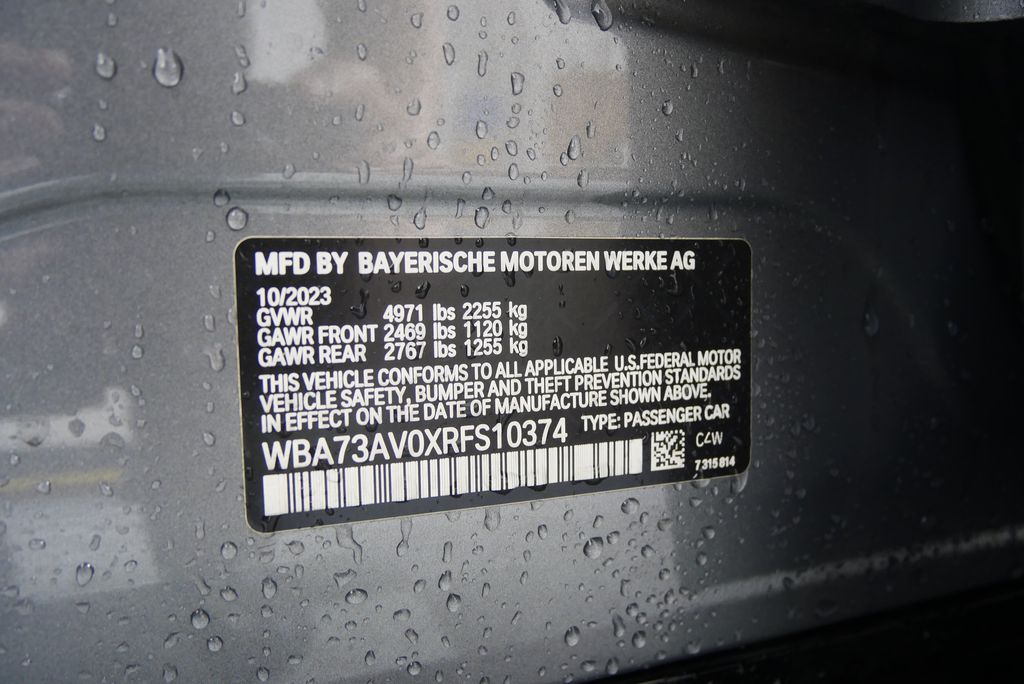 MFD BY BAYERISCHE MOTOREN WERKE AG
10/2023
GVWR 4971 lbs 2255 kg
GAWR FRONT 2469 lbs 1120 kg
GAWR REAR 2767 lbs 1255 kg
THIS VEHICLE CONFORMS TO ALL APPLICABLE U.S.FEDERAL MOTOR
VEHICLE SAFETY, BUMPER AND THEFT PREVENTION STANDARDS
IN EFFECT ON THE DATE OF MANUFACTURE SHOWN ABOVE.
WBA73AV0XRFS10374 TYPE: PASSENGER CAR
C4W
7315814